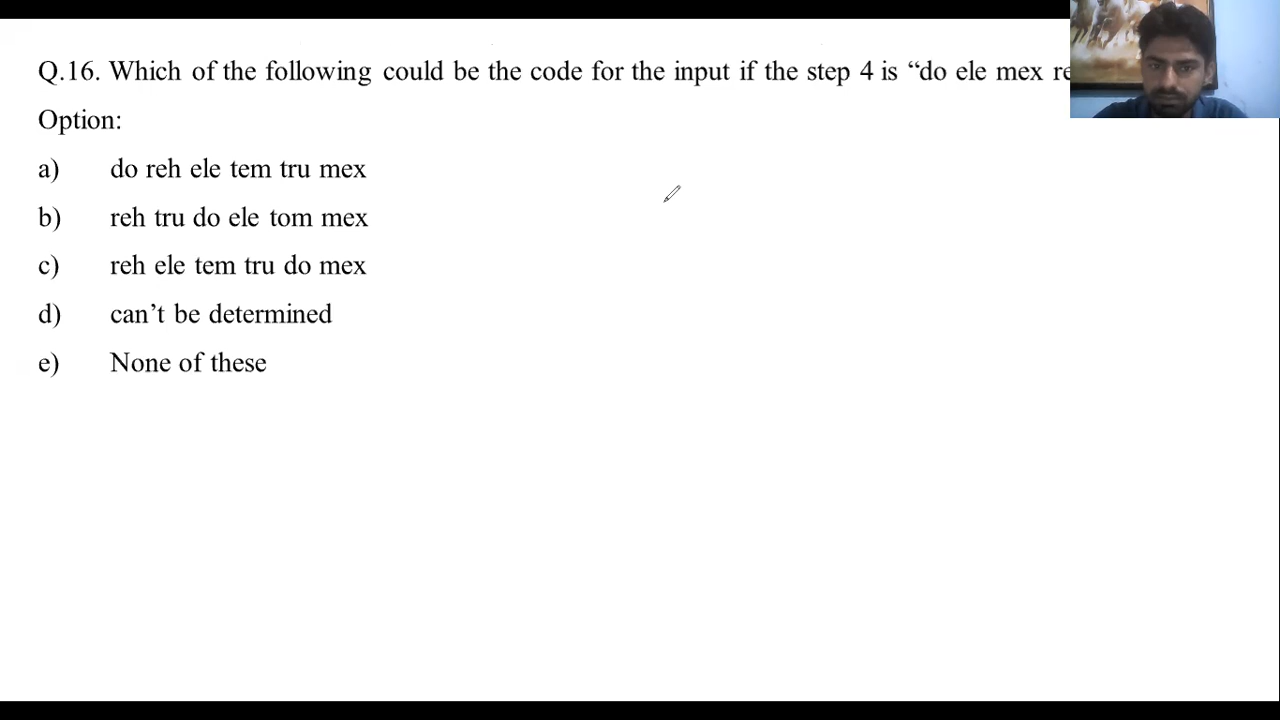 Q.16. Which of the following could be the code for the input if the step 4 is “do ele mex
Option:
a) do reh ele tem tru mex
b) reh tru do ele tom mex
c) reh ele tem tru do mex
d) can’t be determined
e) None of these